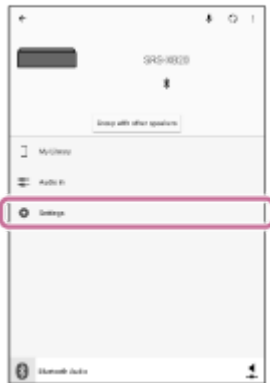 SRS-XB20
Group with other speakers
My Library
Audio in
Settings
Bluetooth Audio